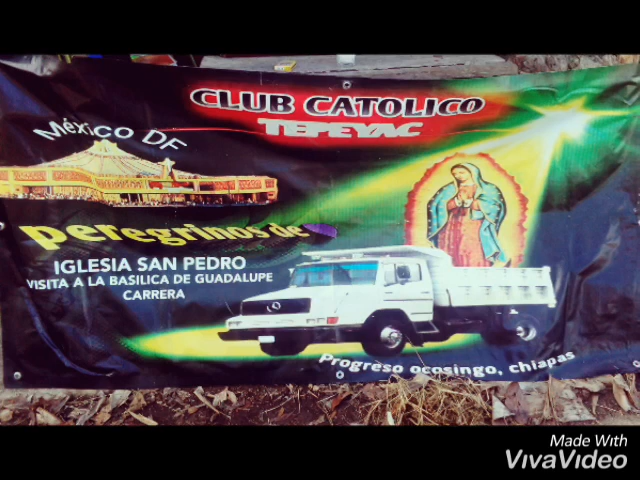 CLUB CATOLICO
TEPEYAC
México DF
peregrinos de
IGLESIA SAN PEDRO
VISITA A LA BASILICA DE GUADALUPE
CARRERA
Progreso ocosingo, chiapas
Made With
VivaVideo